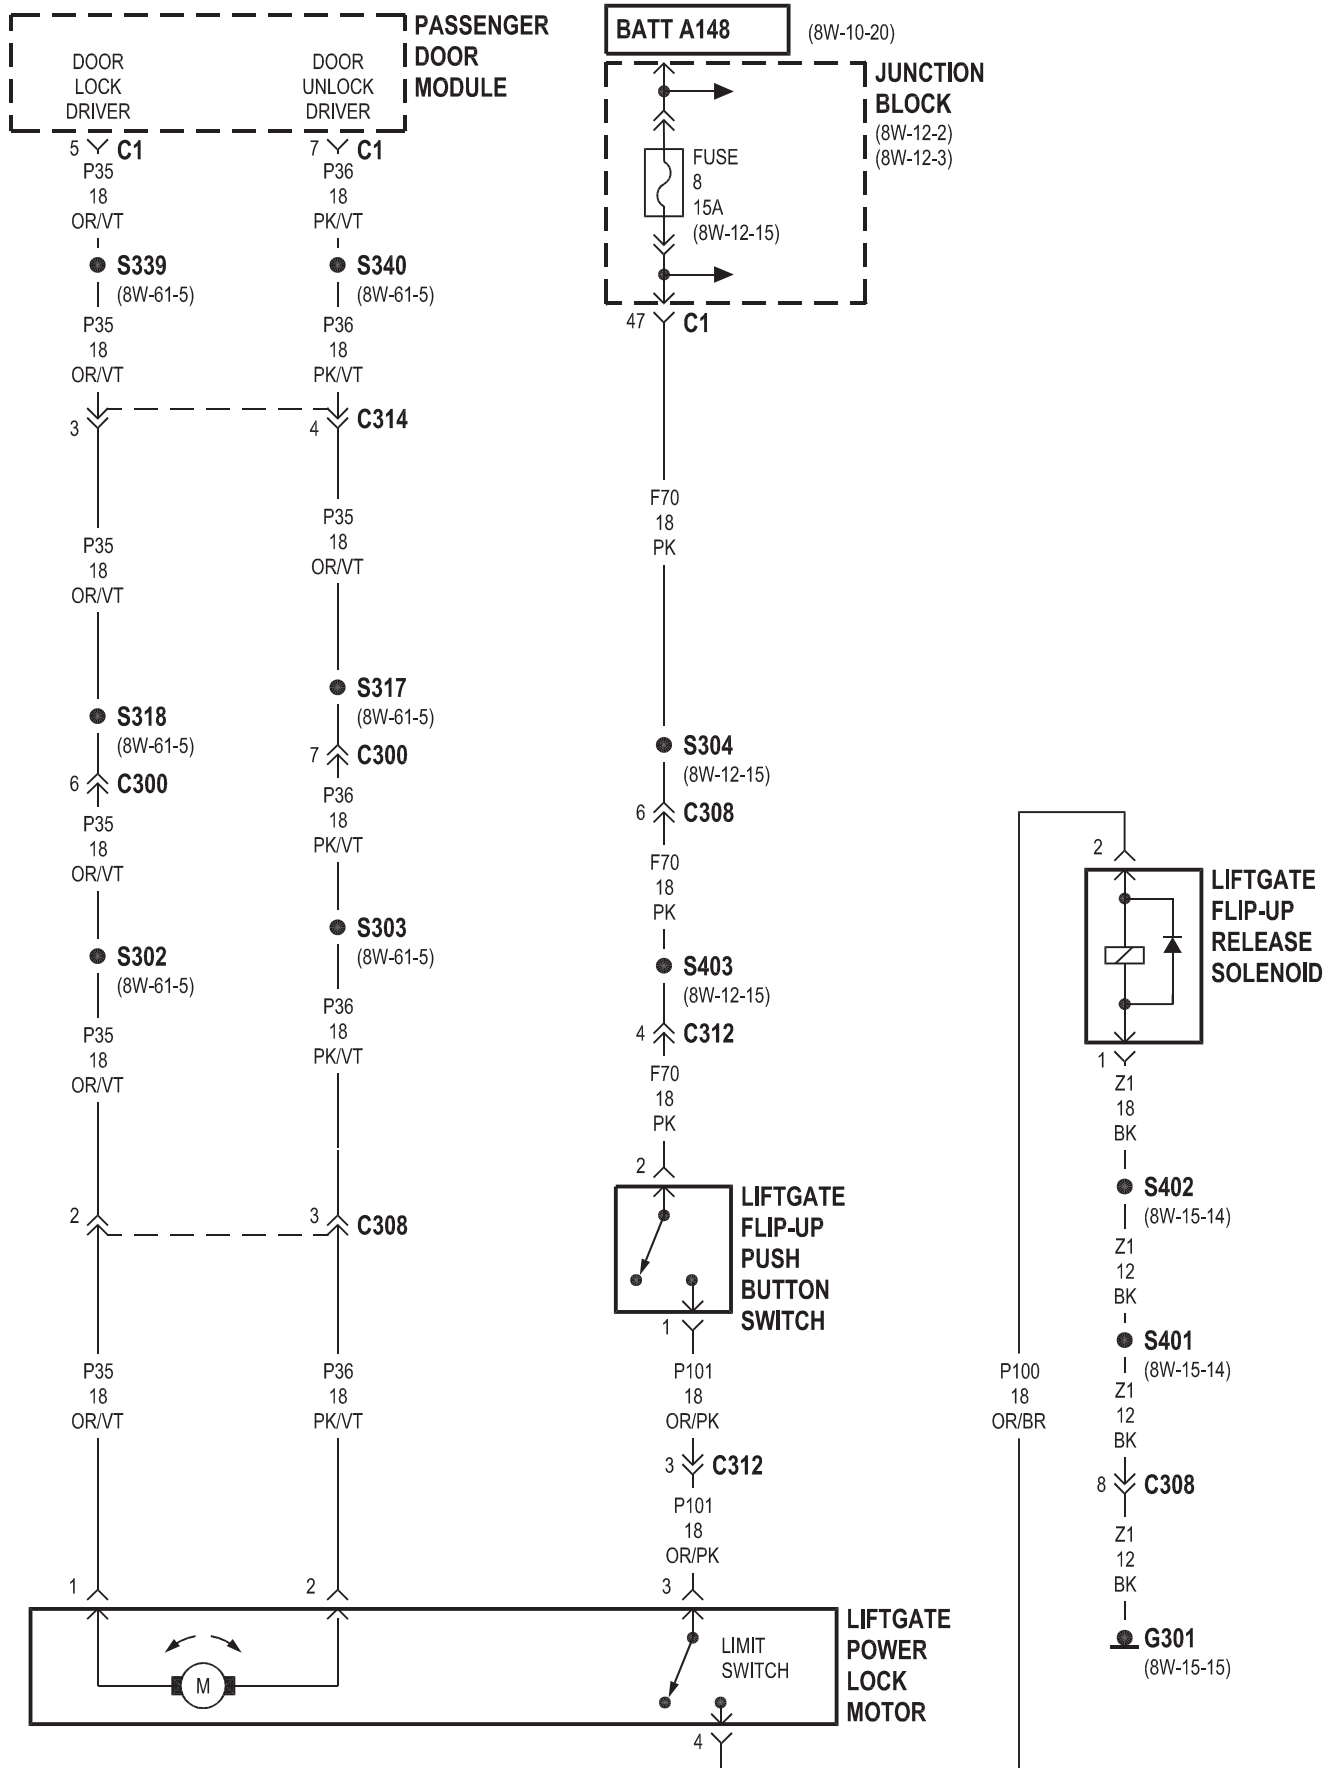 PASSENGER
DOOR
MODULE
DOOR
LOCK
DRIVER
DOOR
UNLOCK
DRIVER
5 C1
7 C1
P35
18
OR/VT
P36
18
PK/VT
S339
(8W-61-5)
S340
(8W-61-5)
P35
18
OR/VT
P36
18
PK/VT
3
4 C314
P35
18
OR/VT
P35
18
OR/VT
S318
(8W-61-5)
S317
(8W-61-5)
6 C300
7 C300
P35
18
OR/VT
P36
18
PK/VT
S302
(8W-61-5)
S303
(8W-61-5)
P35
18
OR/VT
P36
18
PK/VT
2
3 C308
P35
18
OR/VT
P36
18
PK/VT
1
2
M
BATT A148
(8W-10-20)
JUNCTION
BLOCK
(8W-12-2)
(8W-12-3)
FUSE
8
15A
(8W-12-15)
47 C1
F70
18
PK
S304
(8W-12-15)
6 C308
F70
18
PK
S403
(8W-12-15)
4 C312
F70
18
PK
2
LIFTGATE
FLIP-UP
PUSH
BUTTON
SWITCH
1
P101
18
OR/PK
3 C312
P101
18
OR/PK
3
LIMIT
SWITCH
4
LIFTGATE
POWER
LOCK
MOTOR
P100
18
OR/BR
2
LIFTGATE
FLIP-UP
RELEASE
SOLENOID
1
Z1
18
BK
S402
(8W-15-14)
Z1
12
BK
S401
(8W-15-14)
Z1
12
BK
8 C308
Z1
12
BK
G301
(8W-15-15)